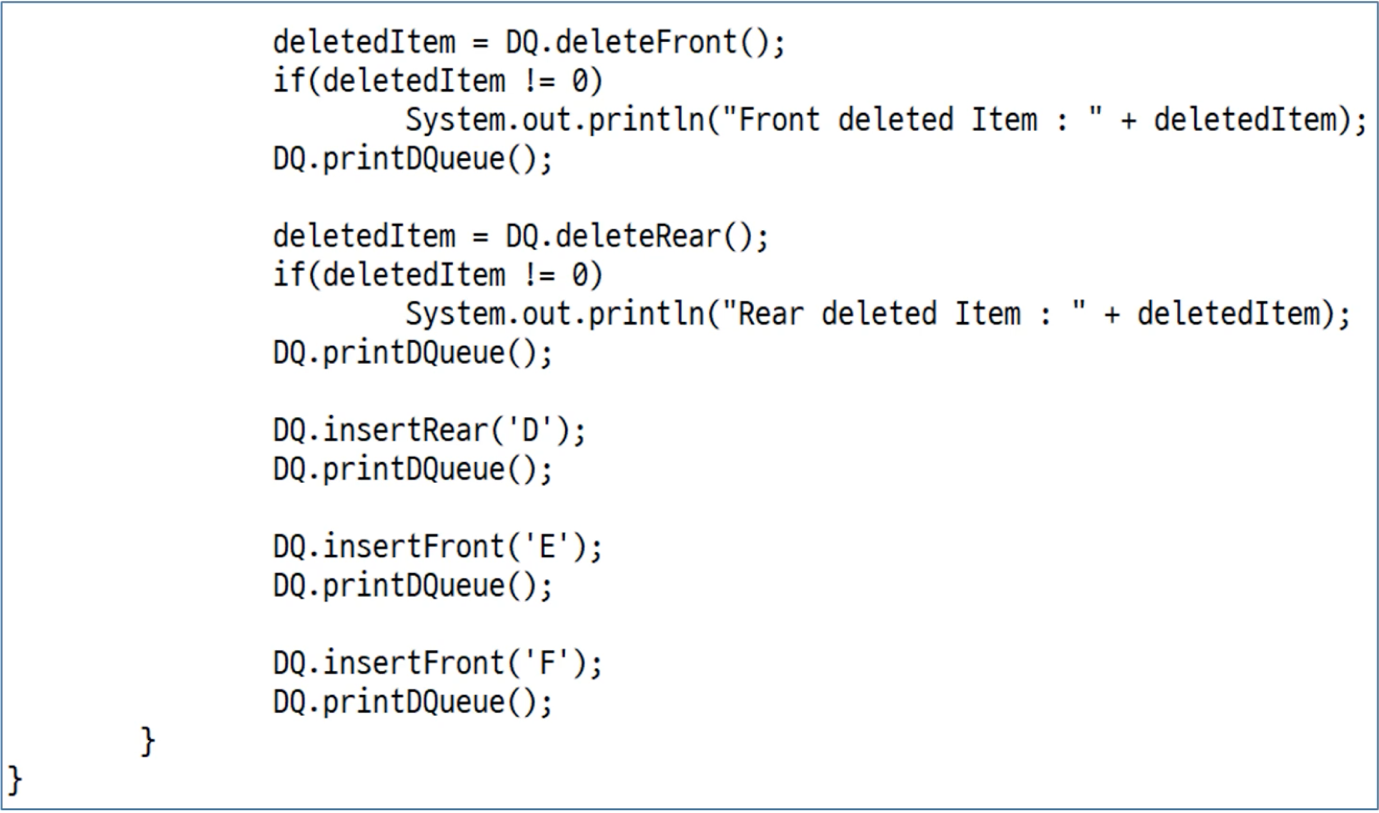 deletedItem = DQ.deleteFront();
if(deletedItem != 0)
System.out.println("Front deleted Item : " + deletedItem);
DQ.printDQueue();
deletedItem = DQ.deleteRear();
if(deletedItem != 0)
System.out.println("Rear deleted Item : " + deletedItem);
DQ.printDQueue();
DQ.insertRear('D');
DQ.printDQueue();
DQ.insertFront('E');
DQ.printDQueue();
DQ.insertFront('F');
DQ.printDQueue();
}
}